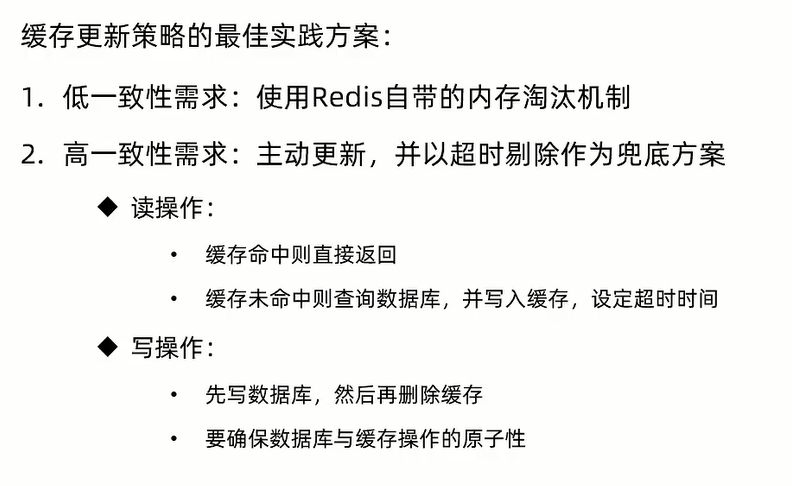 缓存更新策略的最佳实践方案：
1. 低一致性需求：使用Redis自带的内存淘汰机制
2. 高一致性需求：主动更新，并以超时剔除作为兜底方案
◆ 读操作：
• 缓存命中则直接返回
• 缓存未命中则查询数据库，并写入缓存，设定超时时间
◆ 写操作：
• 先写数据库，然后再删除缓存
• 要确保数据库与缓存操作的原子性